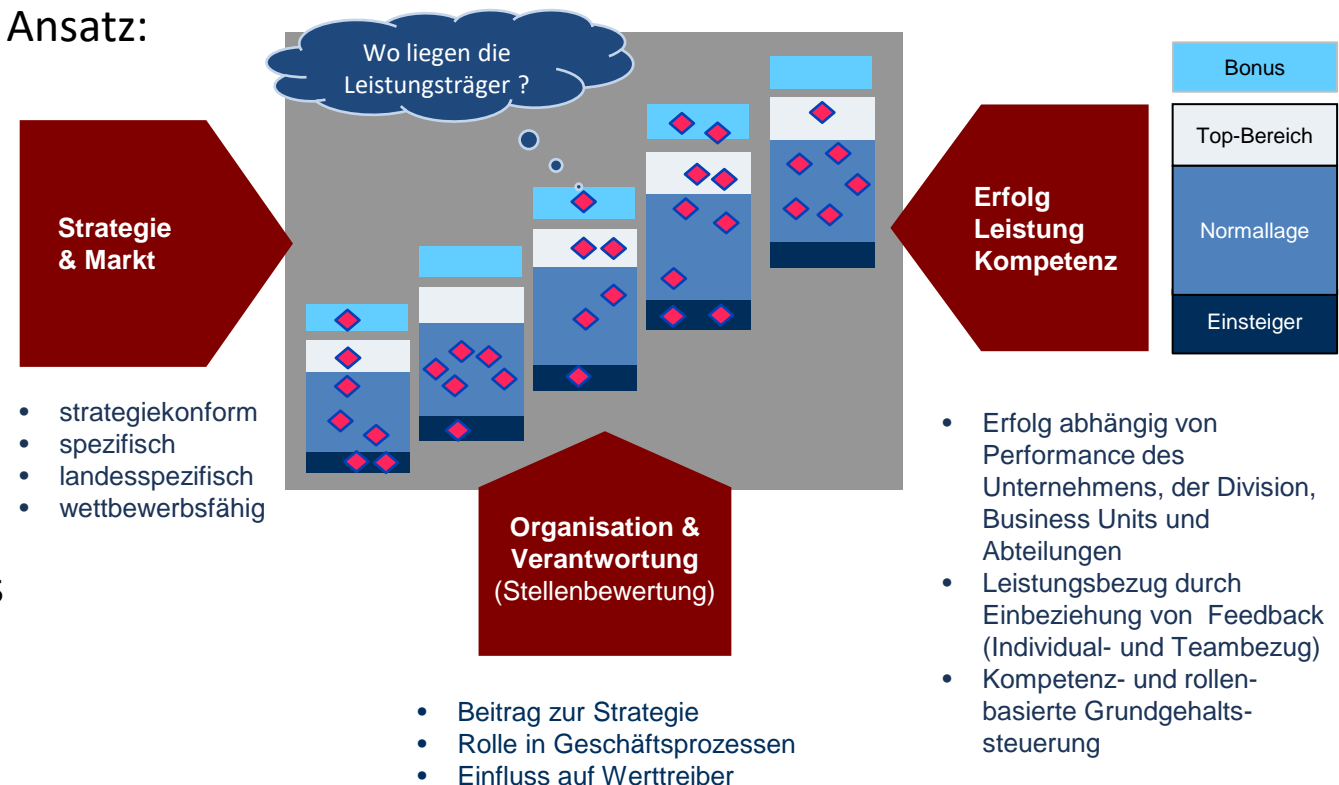 Ansatz:
Wo liegen die
Leistungsträger ?
Strategie
& Markt
• strategiekonform
• spezifisch
• landesspezifisch
• wettbewerbsfähig
s
Organisation &
Verantwortung
(Stellenbewertung)
• Beitrag zur Strategie
• Rolle in Geschäftsprozessen
• Einfluss auf Werttreiber
Erfolg
Leistung
Kompetenz
Bonus
Top-Bereich
Normallage
Einsteiger
• Erfolg abhängig von
Performance des
Unternehmens, der Division,
Business Units und
Abteilungen
• Leistungsbezug durch
Einbeziehung von Feedback
(Individual- und Teambezug)
• Kompetenz- und rollen-
basierte Grundgehalts-
steuerung